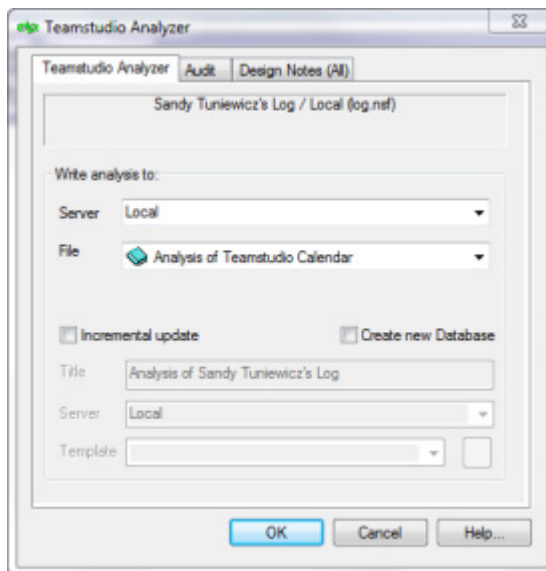 Teamstudio Analyzer
Teamstudio Analyzer Audit Design Notes (All)
Sandy Tuniewicz's Log / Local (log.nsf)
Write analysis to:
Server Local
File Analysis of Teamstudio Calendar
Incremental update Create new Database
Title Analysis of Sandy Tuniewicz's Log
Server Local
Template
OK Cancel Help...